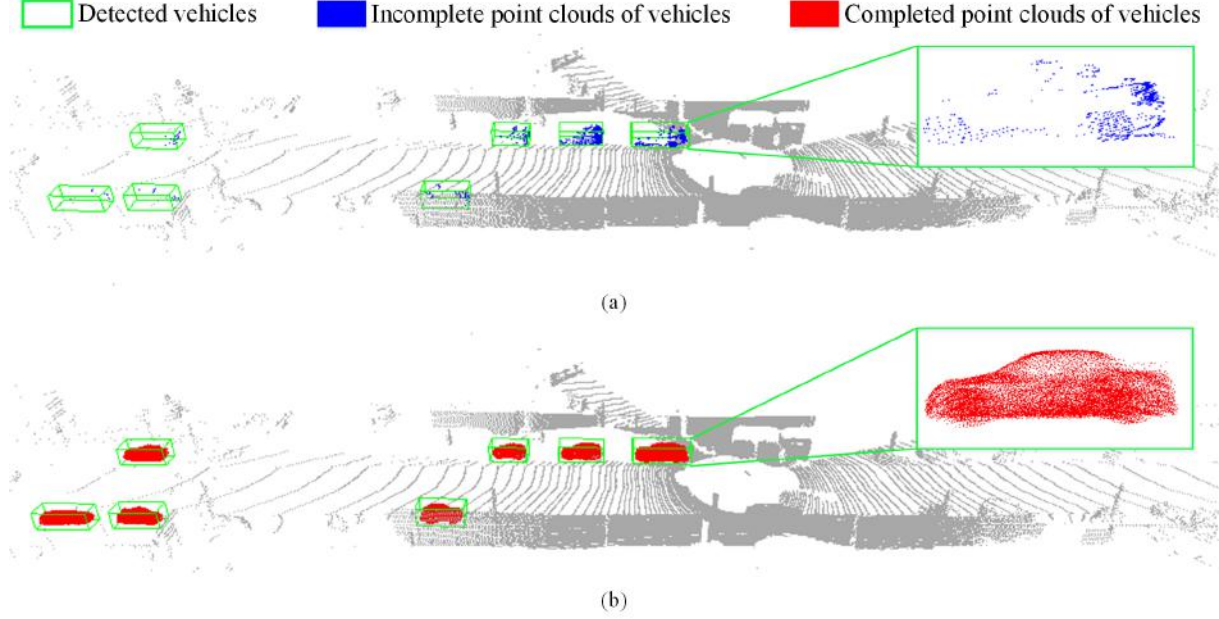 Detected vehicles Incomplete point clouds of vehicles Completed point clouds of vehicles
(a)
(b)